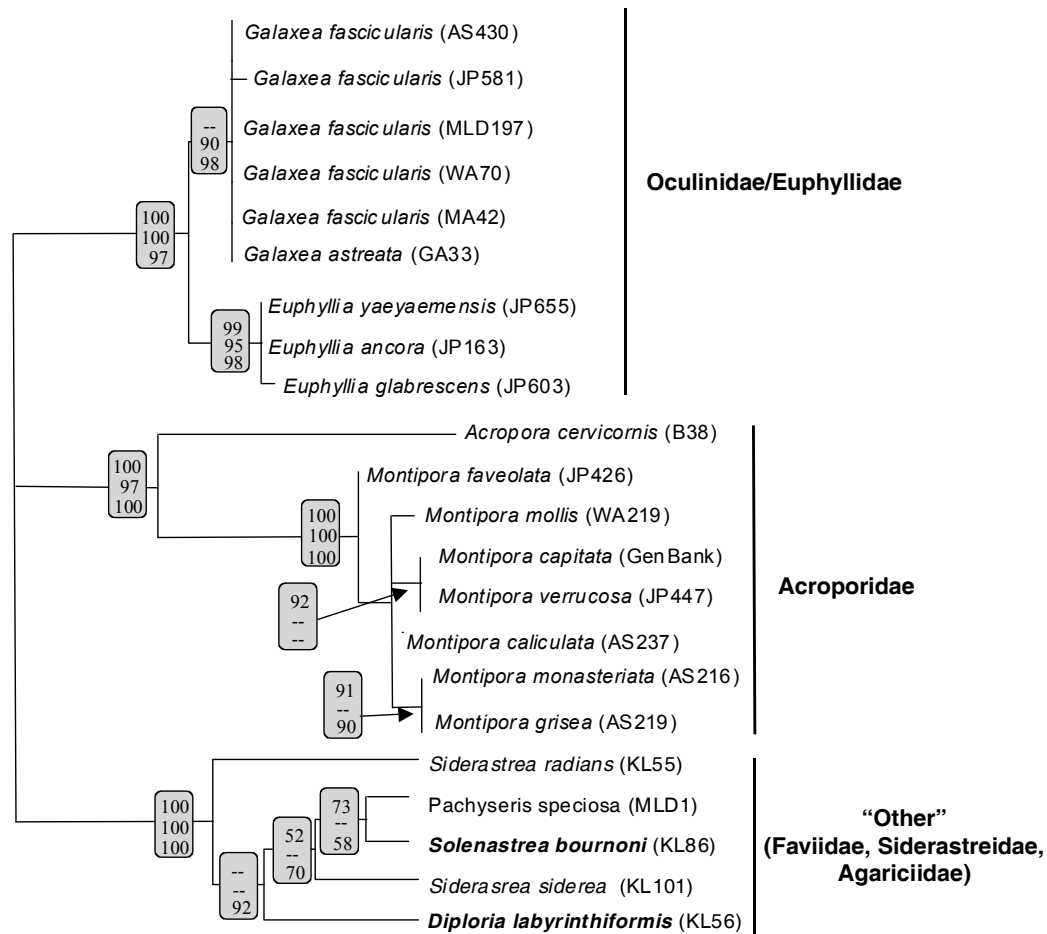 Galaxea fascicularis (AS430)
Galaxea fascicularis (JP581)
--
90
98
Galaxea fascicularis (MLD197)
Galaxea fascicularis (WA70)
Oculinidae/Euphyllidae
100
100
97
Galaxea fascicularis (MA42)
Galaxea astreata (GA33)
Euphyllia yaeyaemensis (JP655)
99
95
98
Euphyllia ancora (JP163)
Euphyllia glabrescens (JP603)
Acropora cervicornis (B38)
100
97
100
Montipora faveolata (JP426)
100
100
100
Montipora mollis (WA219)
Montipora capitata (GenBank)
Acroporidae
92
--
--
Montipora verrucosa (JP447)
Montipora caliculata (AS237)
Montipora monasteriata (AS216)
91
--
90
Montipora grisea (AS219)
Siderastrea radians (KL55)
100
100
100
Pachyseris speciosa (MLD1)
73
--
58
“Other”
(Faviidae, Siderastreidae,
Agariciidae)
Solenastrea bournoni (KL86)
52
--
70
Siderasrea siderea (KL101)
--
--
92
Diploria labyrinthiformis (KL56)